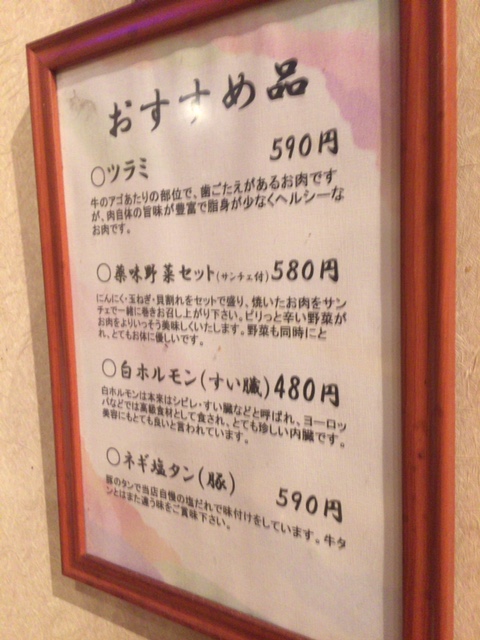 おすすめ品
○ツラミ 590円
牛のアゴあたりの部位で、歯ごたえがあるお肉です
が、肉自体の旨味が豊富で脂身が少なくヘルシーな
お肉です。
○薬味野菜セット(サンチェ付)580円
にんにく・玉ねぎ・貝割れをセットで盛り、焼いたお肉をサン
チェで一緒に巻きお召し上がり下さい。ピリっと辛い野菜が
お肉をよりいっそう美味しくいたします。野菜も同時にと
れ、とてもお体に優しいです。
○白ホルモン(すい臓)480円
白ホルモンは本来はシビレ・すい臓などと呼ばれ、ヨーロッ
パなどでは高級食材として食され、とても珍しい内臓です。
美容にもとても良いと言われています。
○ネギ塩タン(豚)
590円
豚のタンで当店自慢の塩だれで味付けをしています。牛タ
ンとはまた違う味をご賞味下さい。